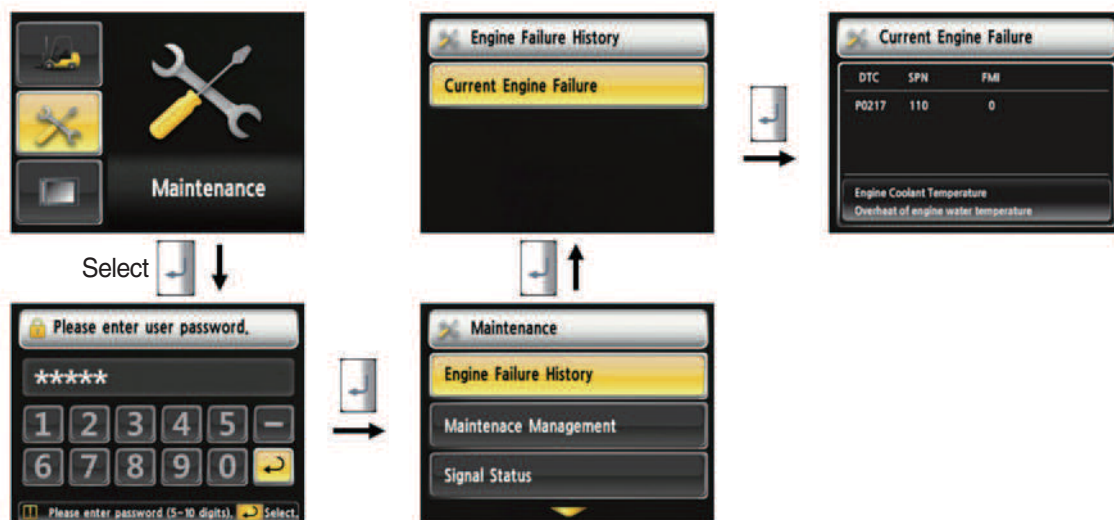 Maintenance
Select
Please enter user password.
*****
1 2 3 4 5 -
6 7 8 9 0
Please enter password (5~10 digits). Select.
Maintenance
Engine Failure History
Maintenace Management
Signal Status
Engine Failure History
Current Engine Failure
Current Engine Failure
DTC SPN FMI
P0217 110 0
Engine Coolant Temperature
Overheat of engine water temperature